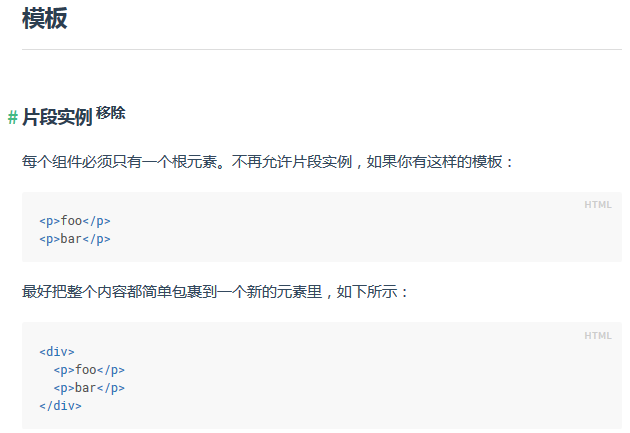 模板
# 片段实例 移除
每个组件必须只有一个根元素。不再允许片段实例，如果你有这样的模板：
HTML
<p>foo</p>
<p>bar</p>
最好把整个内容都简单包裹到一个新的元素里，如下所示：
HTML
<div>
  <p>foo</p>
  <p>bar</p>
</div>